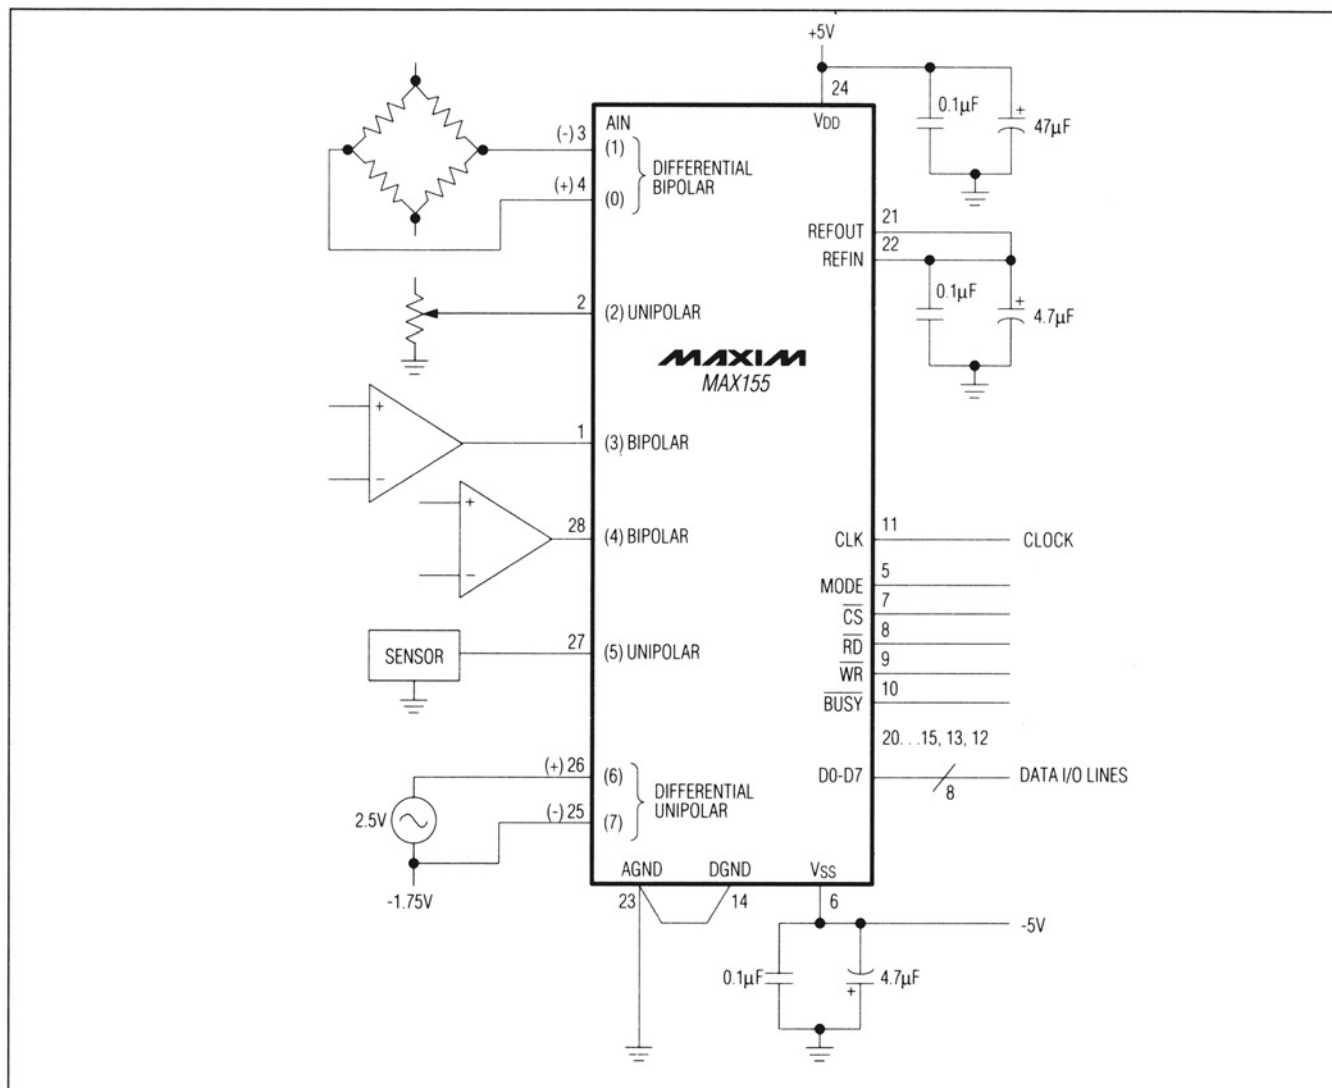 +5V
24
VDD
0.1µF
+
47µF
AIN
(-) 3
(1)
DIFFERENTIAL
BIPOLAR
(+) 4
(0)
21
REFOUT
22
REFIN
0.1µF
+
4.7µF
2
(2) UNIPOLAR
MAXIM
MAX155
+
−
1
(3) BIPOLAR
+
−
28
(4) BIPOLAR
11
CLK
CLOCK
5
MODE
7
CS
8
RD
9
WR
10
BUSY
SENSOR
27
(5) UNIPOLAR
20. . .15, 13, 12
D0-D7
8
DATA I/O LINES
(+) 26
(6)
DIFFERENTIAL
UNIPOLAR
2.5V
(-) 25
(7)
-1.75V
AGND
DGND
VSS
23
14
6
-5V
0.1µF
+
4.7µF